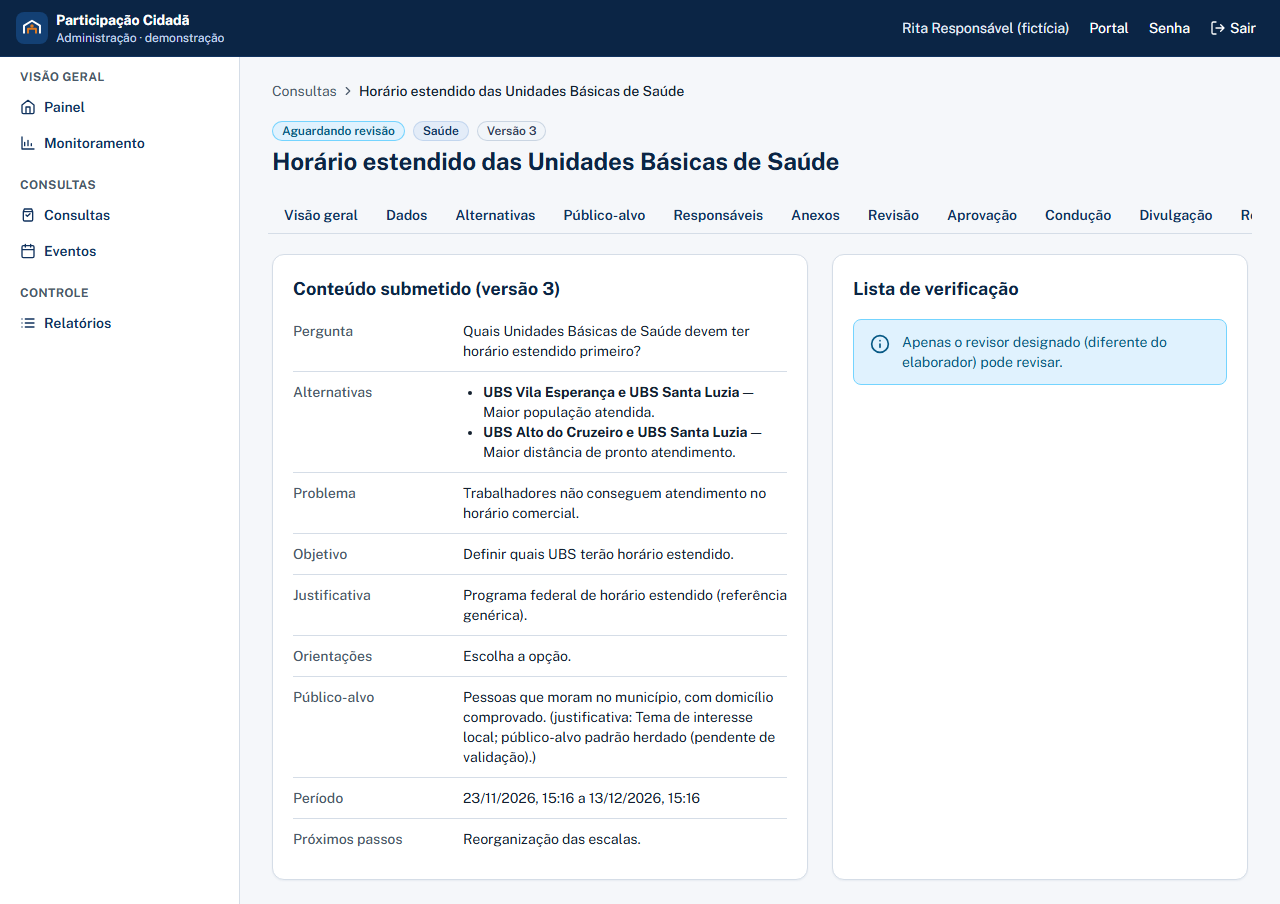 Participação Cidadã
Administração · demonstração
Rita Responsável (fictícia)
Portal
Senha
Sair
VISÃO GERAL
Painel
Monitoramento
CONSULTAS
Consultas
Eventos
CONTROLE
Relatórios
Consultas > Horário estendido das Unidades Básicas de Saúde
Aguardando revisão
Saúde
Versão 3
Horário estendido das Unidades Básicas de Saúde
Visão geral
Dados
Alternativas
Público-alvo
Responsáveis
Anexos
Revisão
Aprovação
Condução
Divulgação
Conteúdo submetido (versão 3)
Pergunta
Quais Unidades Básicas de Saúde devem ter
horário estendido primeiro?
Alternativas
• UBS Vila Esperança e UBS Santa Luzia —
Maior população atendida.
• UBS Alto do Cruzeiro e UBS Santa Luzia —
Maior distância de pronto atendimento.
Problema
Trabalhadores não conseguem atendimento no
horário comercial.
Objetivo
Definir quais UBS terão horário estendido.
Justificativa
Programa federal de horário estendido (referência
genérica).
Orientações
Escolha a opção.
Público-alvo
Pessoas que moram no município, com domicílio
comprovado. (justificativa: Tema de interesse
local; público-alvo padrão herdado (pendente de
validação).)
Período
23/11/2026, 15:16 a 13/12/2026, 15:16
Próximos passos
Reorganização das escalas.
Lista de verificação
Apenas o revisor designado (diferente do
elaborador) pode revisar.